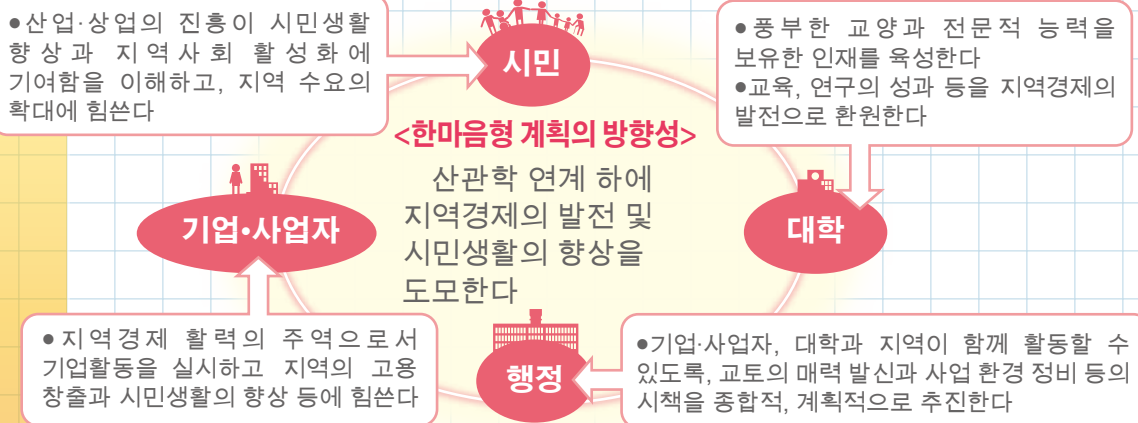 ●산업·상업의 진흥이 시민생활
향상과 지역사회 활성화에
기여함을 이해하고, 지역 수요의
확대에 힘쓴다
시민
●풍부한 교양과 전문적 능력을
보유한 인재를 육성한다
●교육, 연구의 성과 등을 지역경제의
발전으로 환원한다
<한마음형 계획의 방향성>
산관학 연계 하에
지역경제의 발전 및
시민생활의 향상을
도모한다
기업•사업자
대학
●지역경제 활력의 주역으로서
기업활동을 실시하고 지역의 고용
창출과 시민생활의 향상 등에 힘쓴다
행정
●기업·사업자, 대학과 지역이 함께 활동할 수
있도록, 교토의 매력 발신과 사업 환경 정비 등의
시책을 종합적, 계획적으로 추진한다